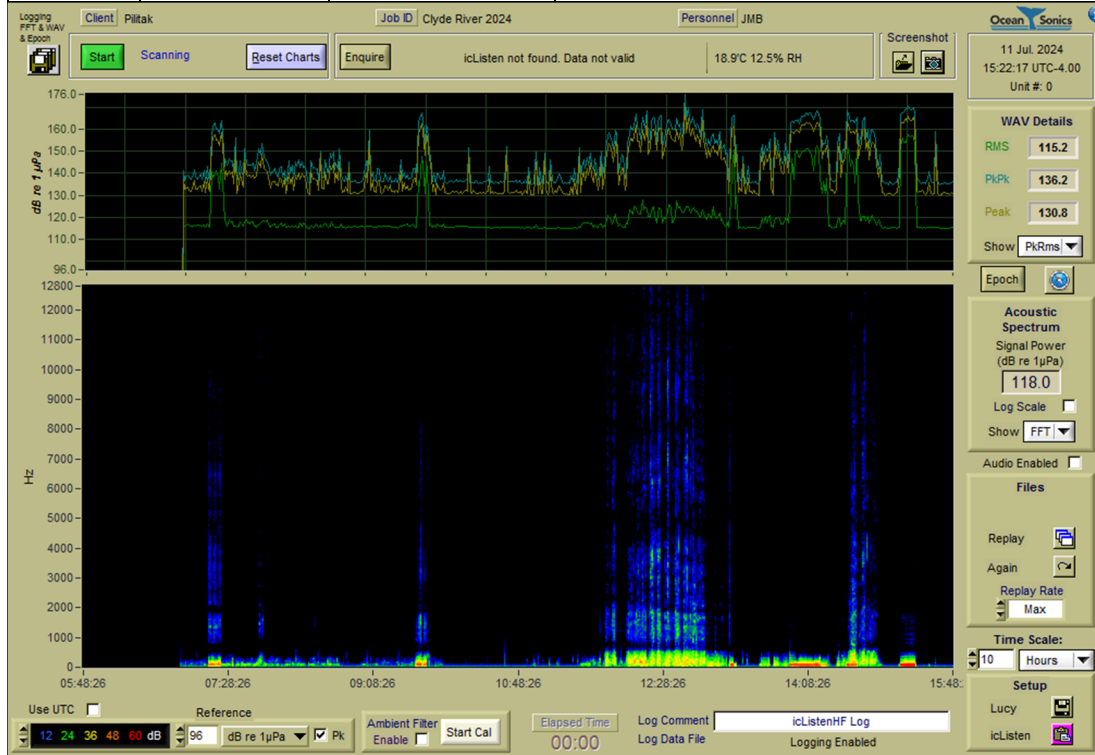 Logging
FFT & WAV
& Epoch
Client Pilitak Job ID Clyde River 2024 Personnel JMB
Ocean Sonics
Start Scanning Reset Charts Enquire icListen not found. Data not valid 18.9'C 12.5% RH
Screenshot
11 Jul. 2024
15:22:17 UTC-4.00
Unit #: 0
176.0
160.0
150.0
140.0
130.0
120.0
110.0
96.0
dB re 1 µPa
WAV Details
RMS 115.2
PkPk 136.2
Peak 130.8
Show PkRms
Epoch
12800
12000
11000
10000
9000
8000
7000
6000
5000
4000
3000
2000
1000
0
Hz
05:48:26 07:28:26 09:08:26 10:48:26 12:28:26 14:08:26 15:48:
Acoustic
Spectrum
Signal Power
(dB re 1µPa)
118.0
Log Scale
Show FFT
Audio Enabled
Files
Replay
Again
Replay Rate
Max
Time Scale:
10 Hours
Setup
Lucy
icListen
Use UTC
12 24 36 48 60 dB
Reference
96 dB re 1µPa Pk
Ambient Filter
Enable
Start Cal
Elapsed Time
00:00
Log Comment icListenHF Log
Log Data File Logging Enabled